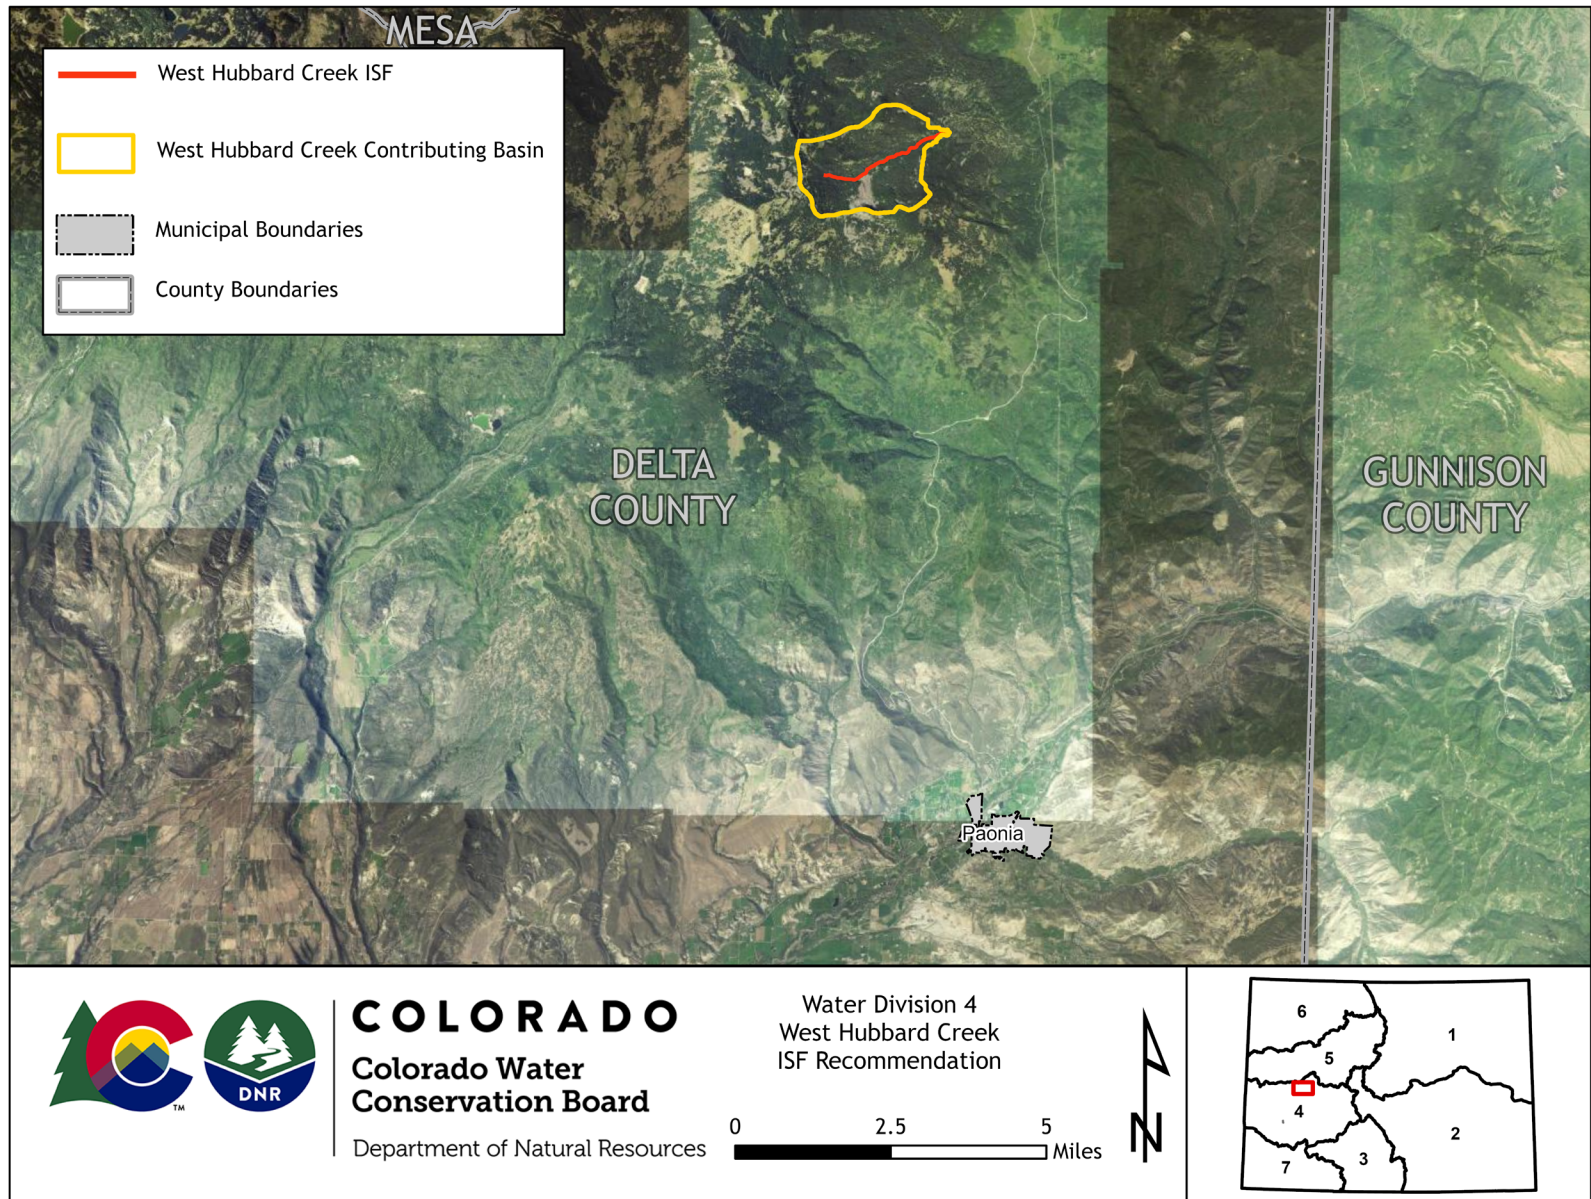 MESA
West Hubbard Creek ISF
West Hubbard Creek Contributing Basin
Municipal Boundaries
County Boundaries
DELTA
COUNTY
GUNNISON
COUNTY
Paonia
TM
DNR
COLORADO
Colorado Water
Conservation Board
Department of Natural Resources
Water Division 4
West Hubbard Creek
ISF Recommendation
0 2.5 5
Miles
N
6
1
5
4
2
3
7